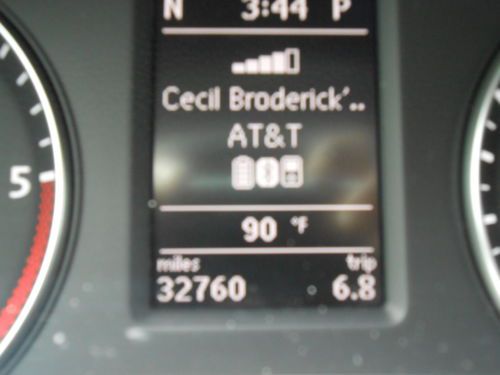 N 3:44 P
Cecil Broderick'..
AT&T
90 °F
miles trip
32760 6.8
5